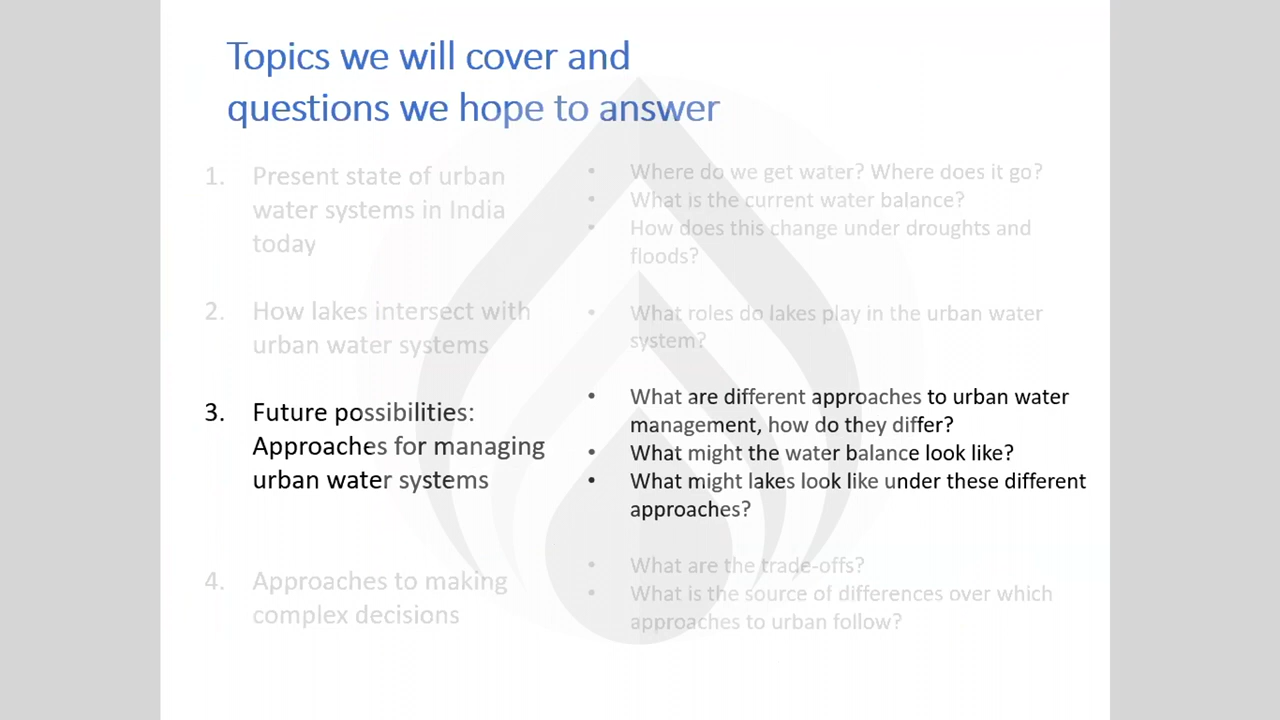 Topics we will cover and
questions we hope to answer
1. Present state of urban
water systems in India
today
• Where do we get water? Where does it go?
• What is the current water balance?
• How does this change under droughts and
floods?
2. How lakes intersect with
urban water systems
• What roles do lakes play in the urban water
system?
3. Future possibilities:
Approaches for managing
urban water systems
• What are different approaches to urban water
management, how do they differ?
• What might the water balance look like?
• What might lakes look like under these different
approaches?
4. Approaches to making
complex decisions
• What are the trade-offs?
• What is the source of differences over which
approaches to urban follow?